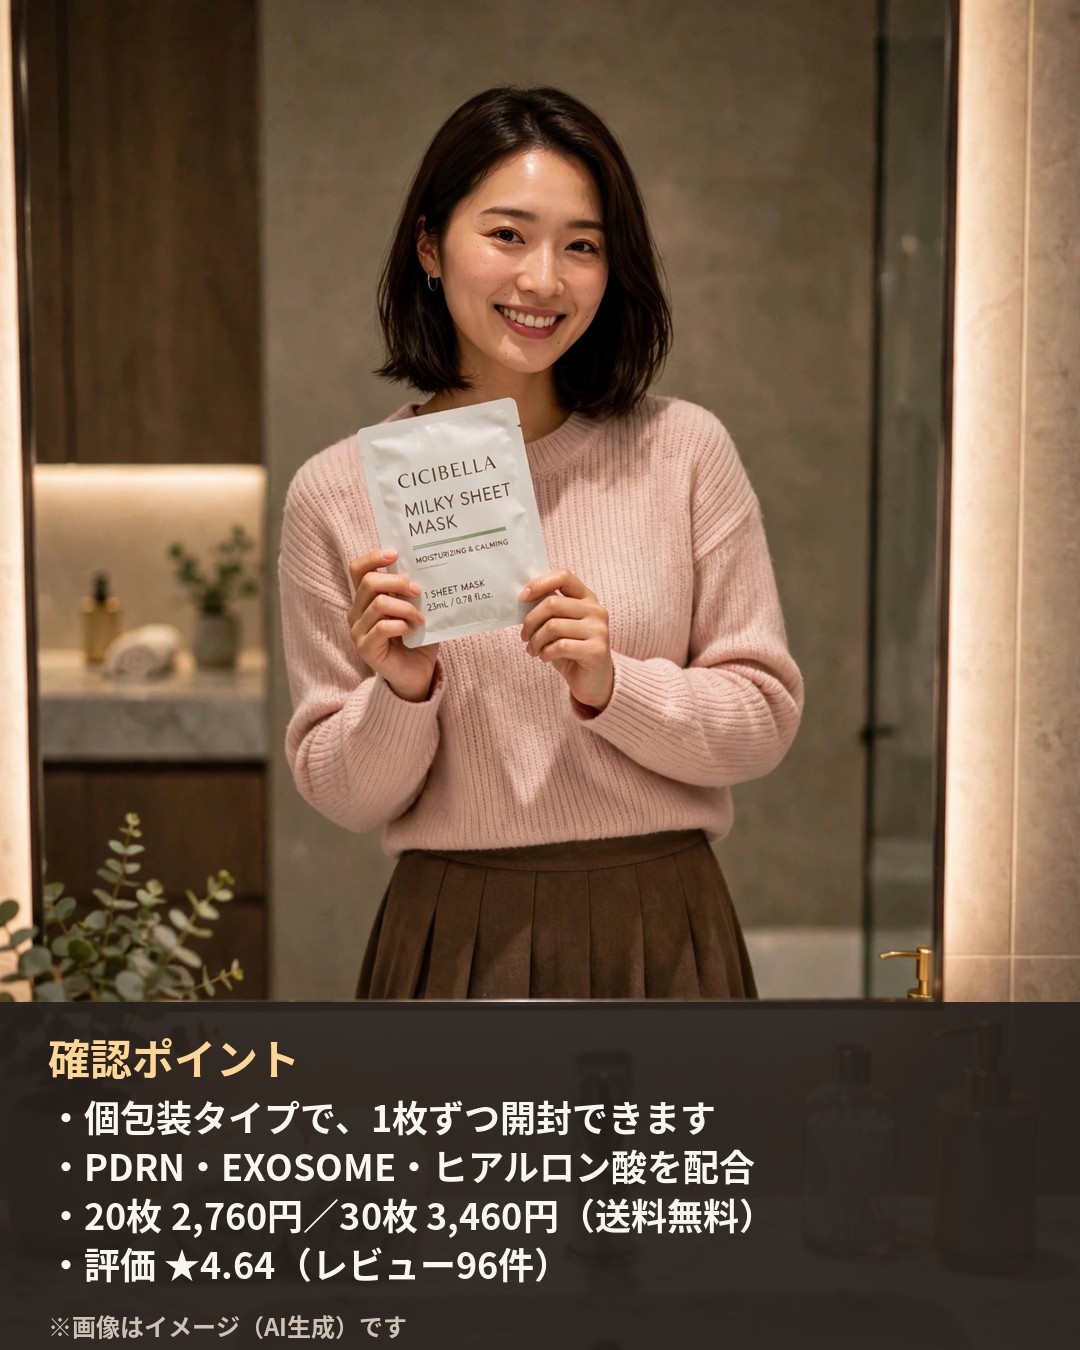 CICIBELLA
MILKY SHEET
MASK
MOISTURIZING & CALMING
1 SHEET MASK
23mL / 0.78 fl.oz.
確認ポイント
・個包装タイプで、1枚ずつ開封できます
・PDRN・EXOSOME・ヒアルロン酸を配合
・20枚 2,760円／30枚 3,460円（送料無料）
・評価 ★4.64（レビュー96件）
※画像はイメージ（AI生成）です